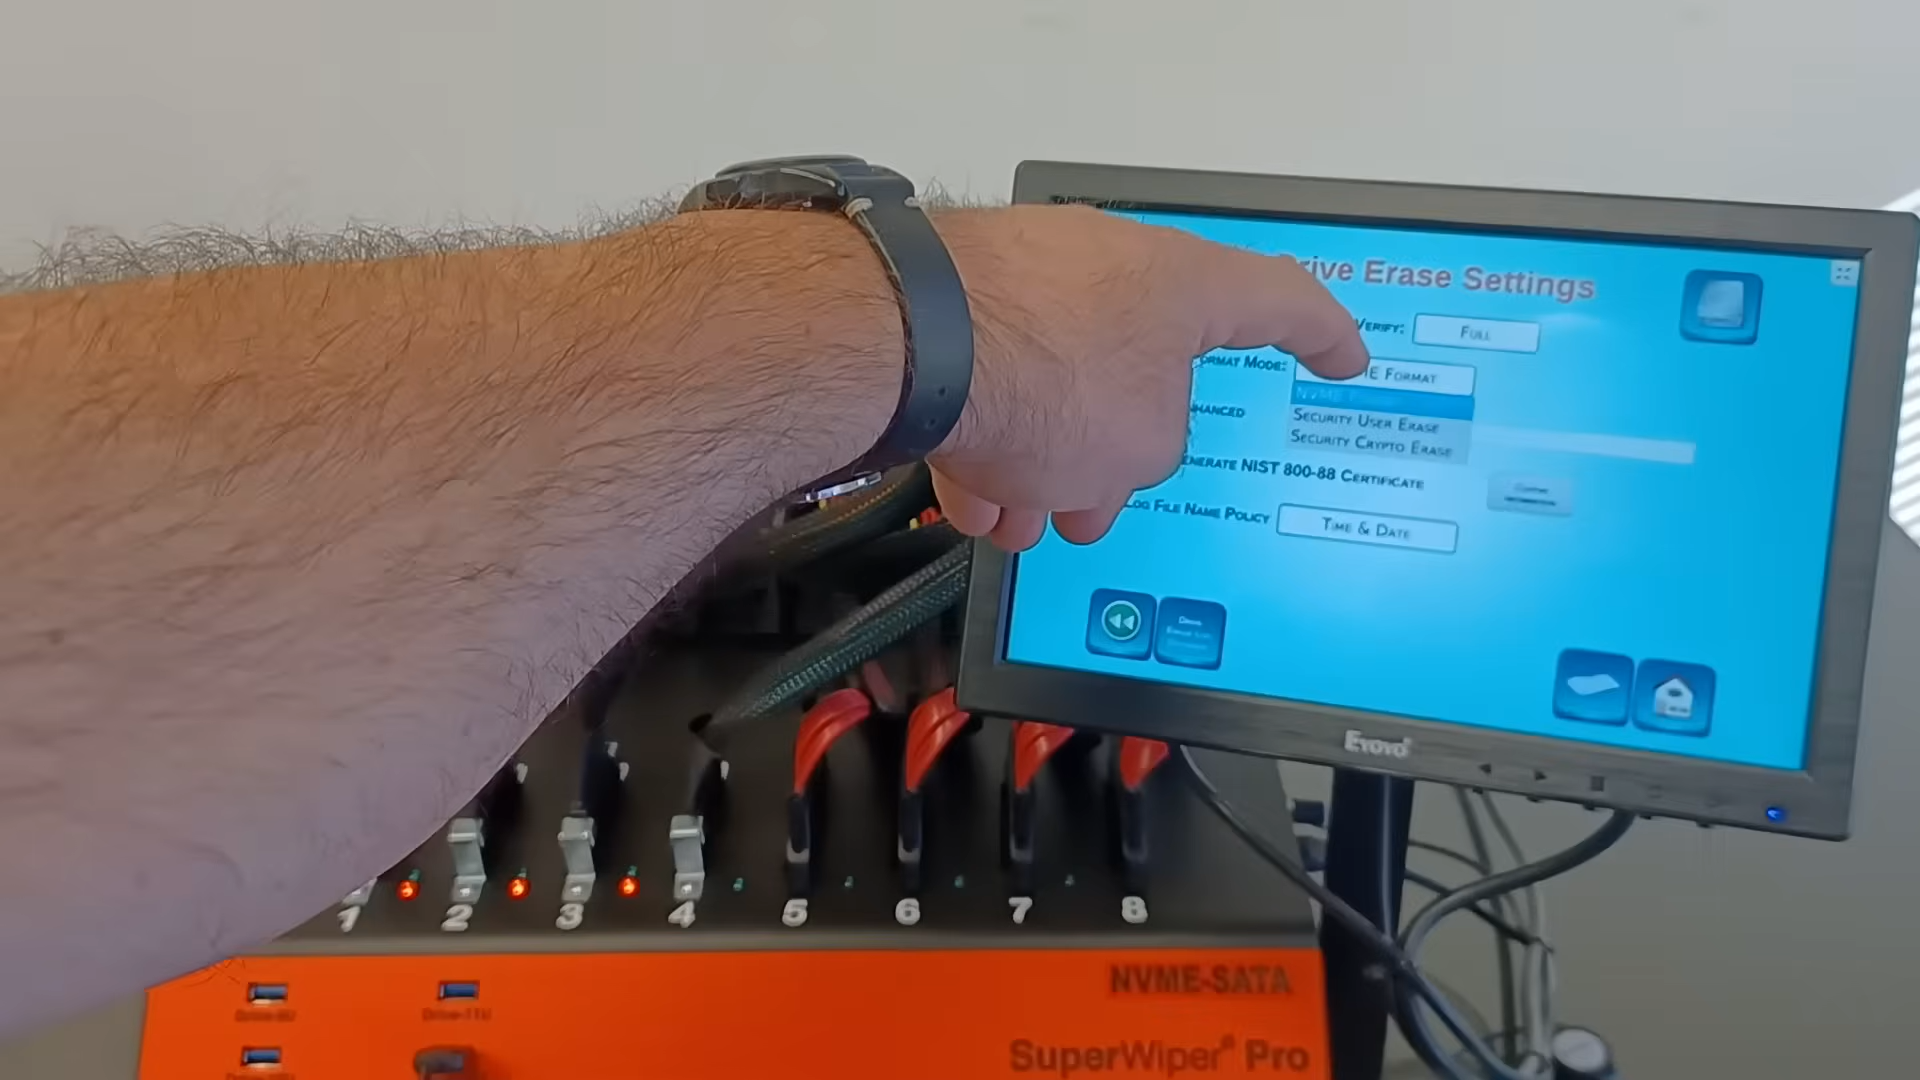 rive Erase Settings
Verify: Full
ormat Mode: E Format
NVME
Security User Erase
Security Crypto Erase
hanced
enerate NIST 800-88 Certificate
Log File Name Policy Time & Date
Eyoyo
1 2 3 4 5 6 7 8
NVME-SATA
SuperWiper® Pro